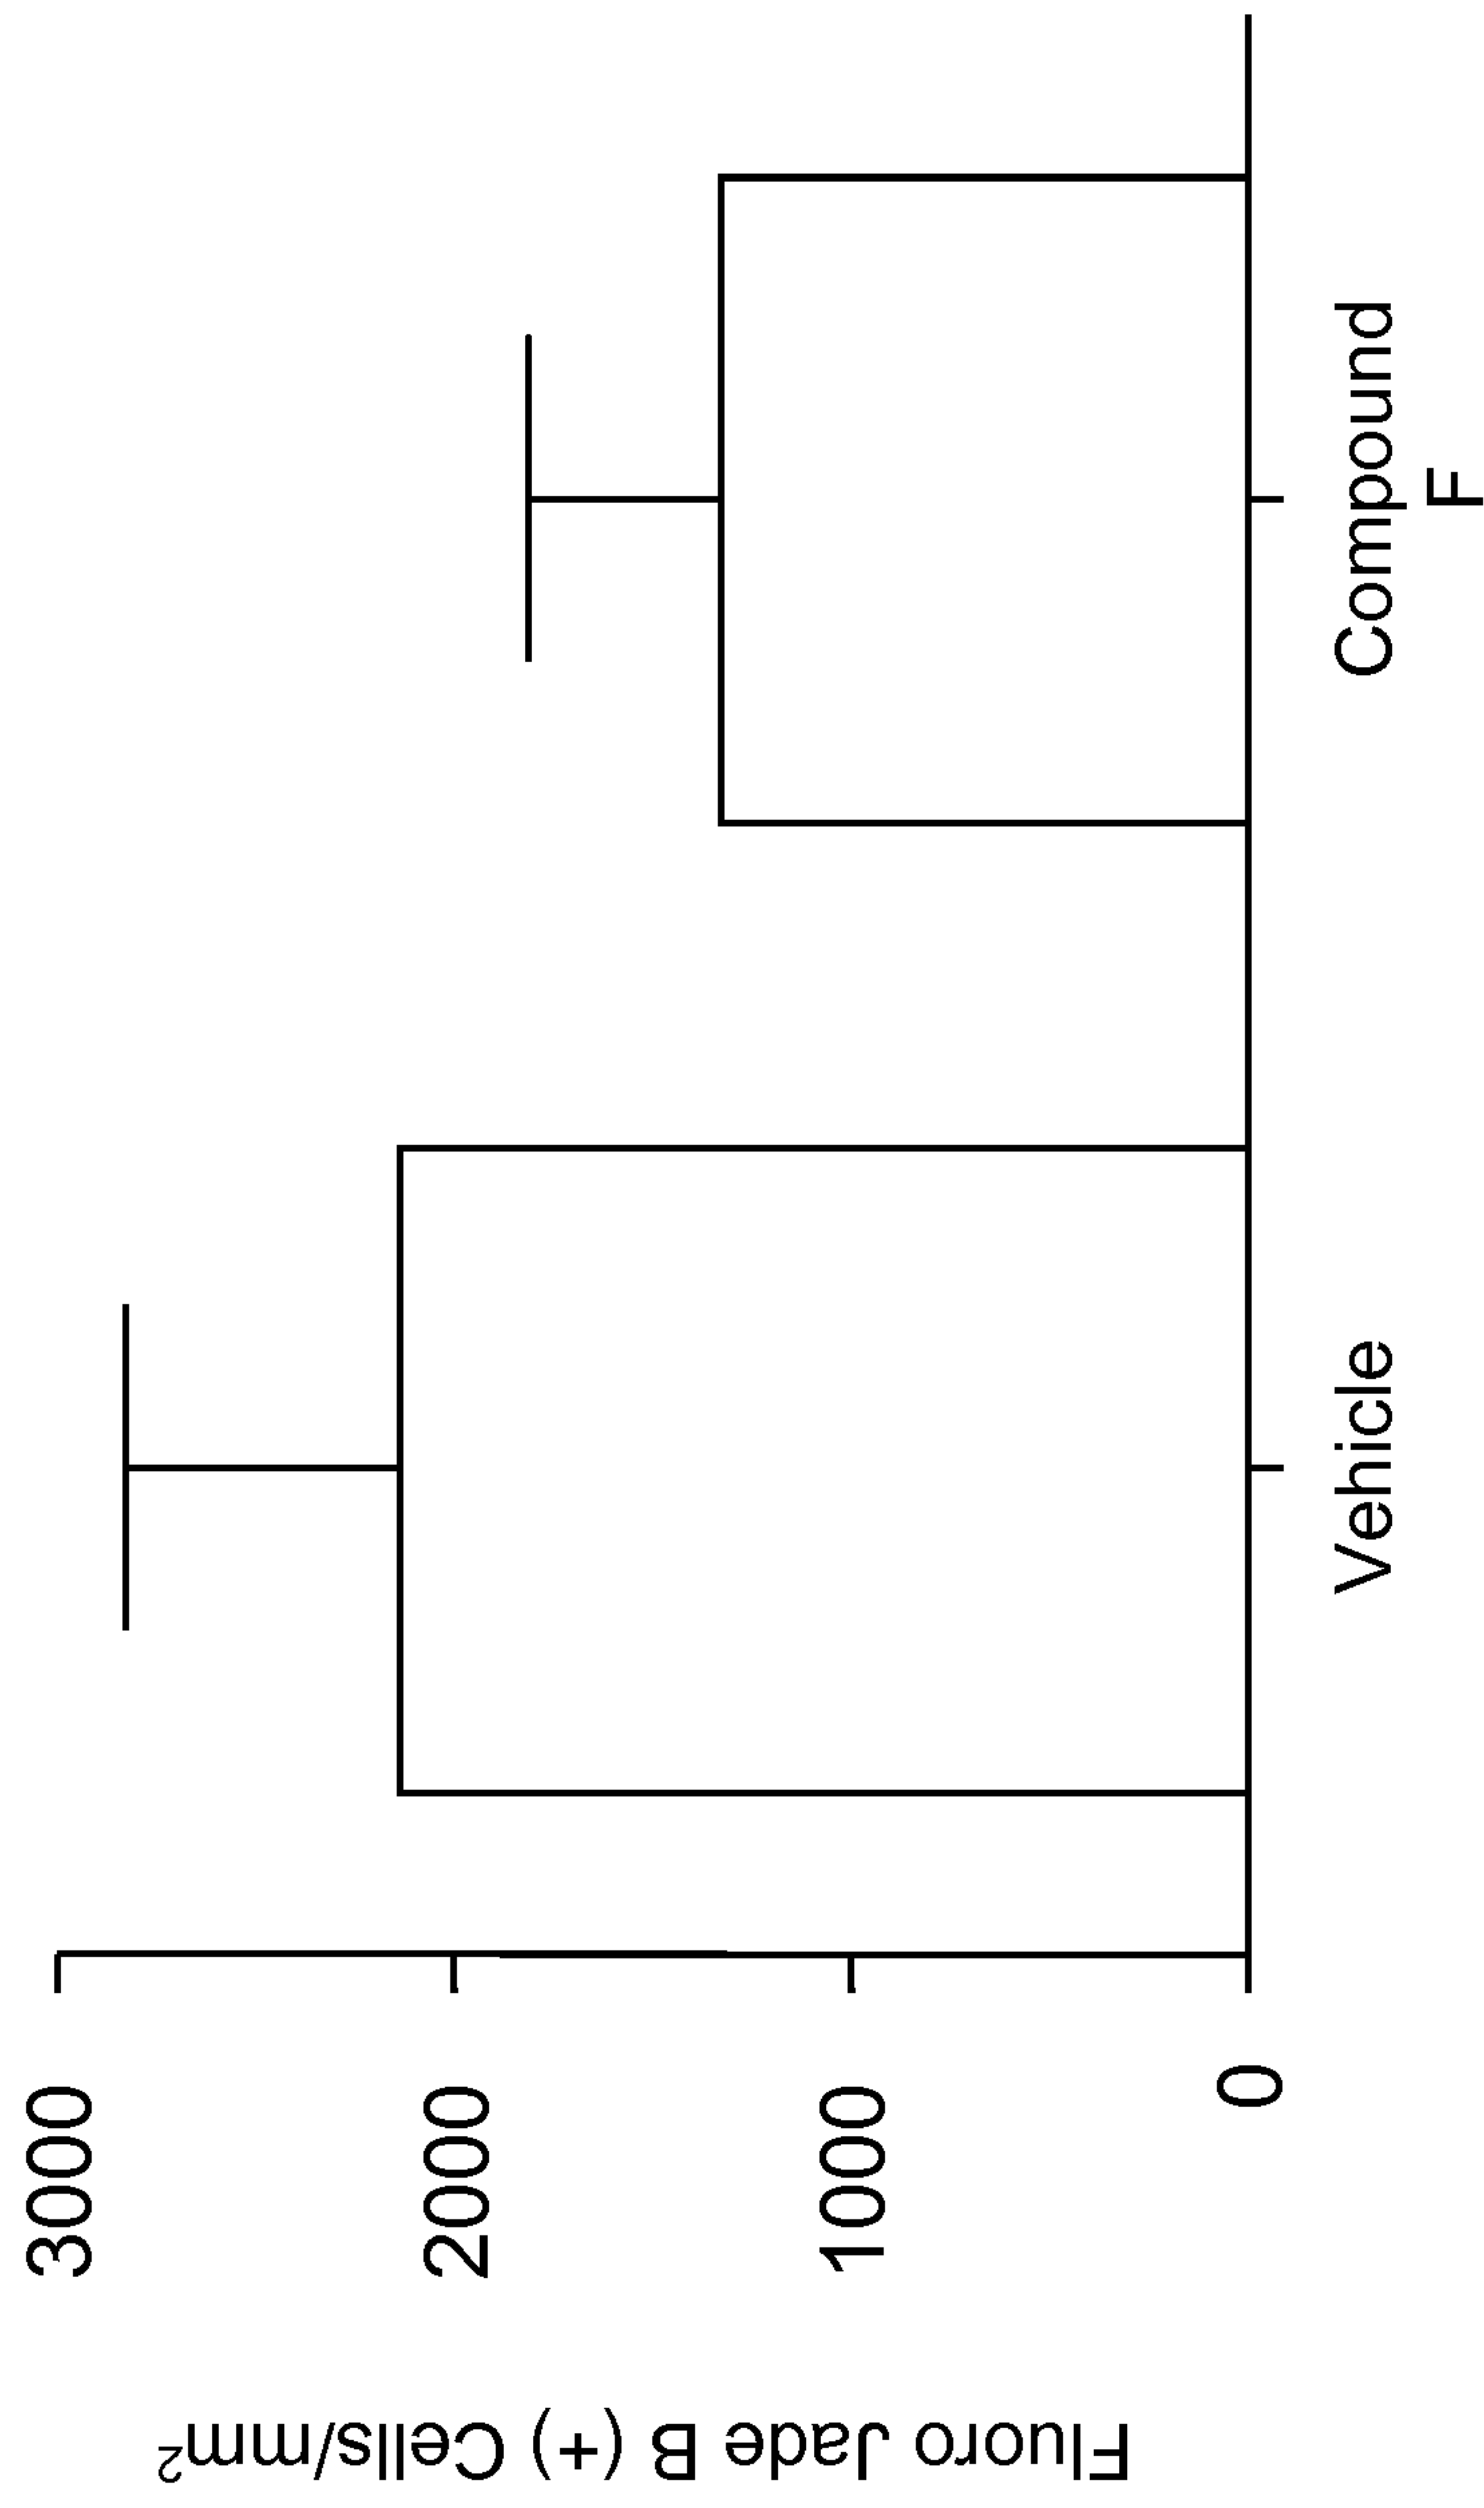 Fluoro Jade B (+) Cells/mm²
3000
2000
1000
0
Vehicle
Compound
F